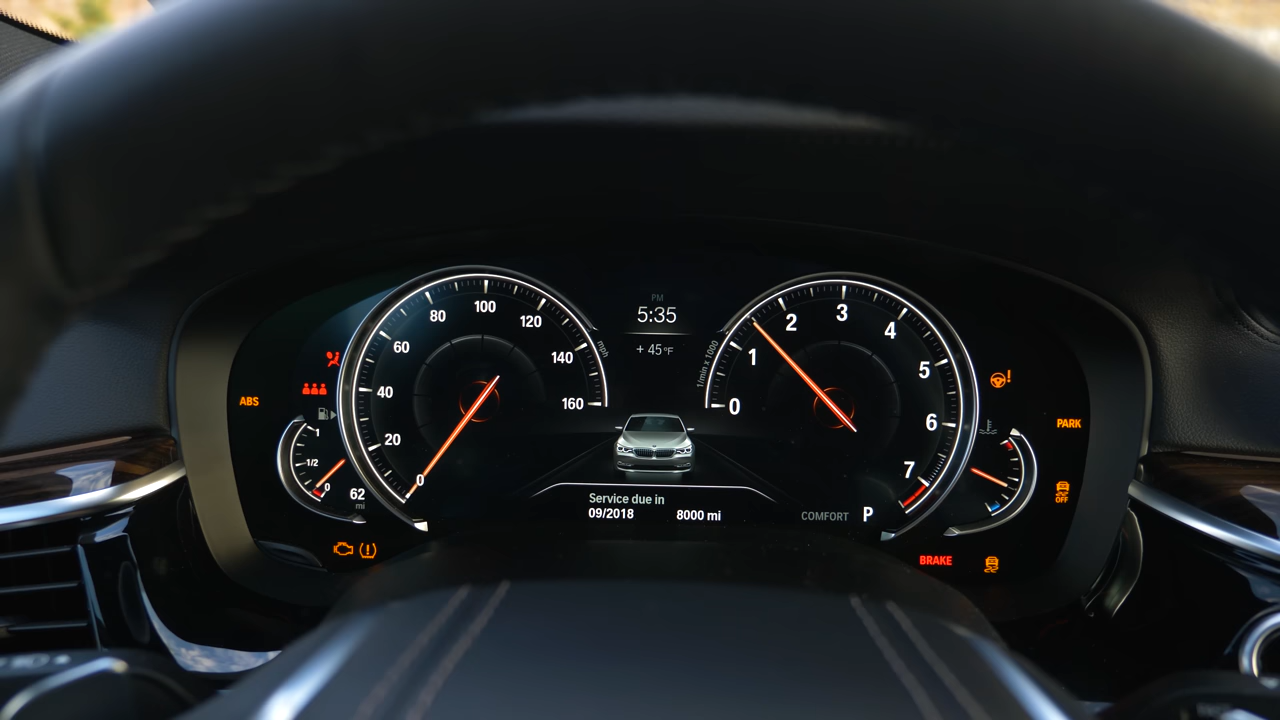 PM
5:35
+ 45°F
20
40
60
80
100
120
140
160
0
mph
1/min x 1000
0
1
2
3
4
5
6
7
ABS
1
1/2
0
62
mi
Service due in
09/2018 8000 mi
COMFORT P
PARK
OFF
BRAKE